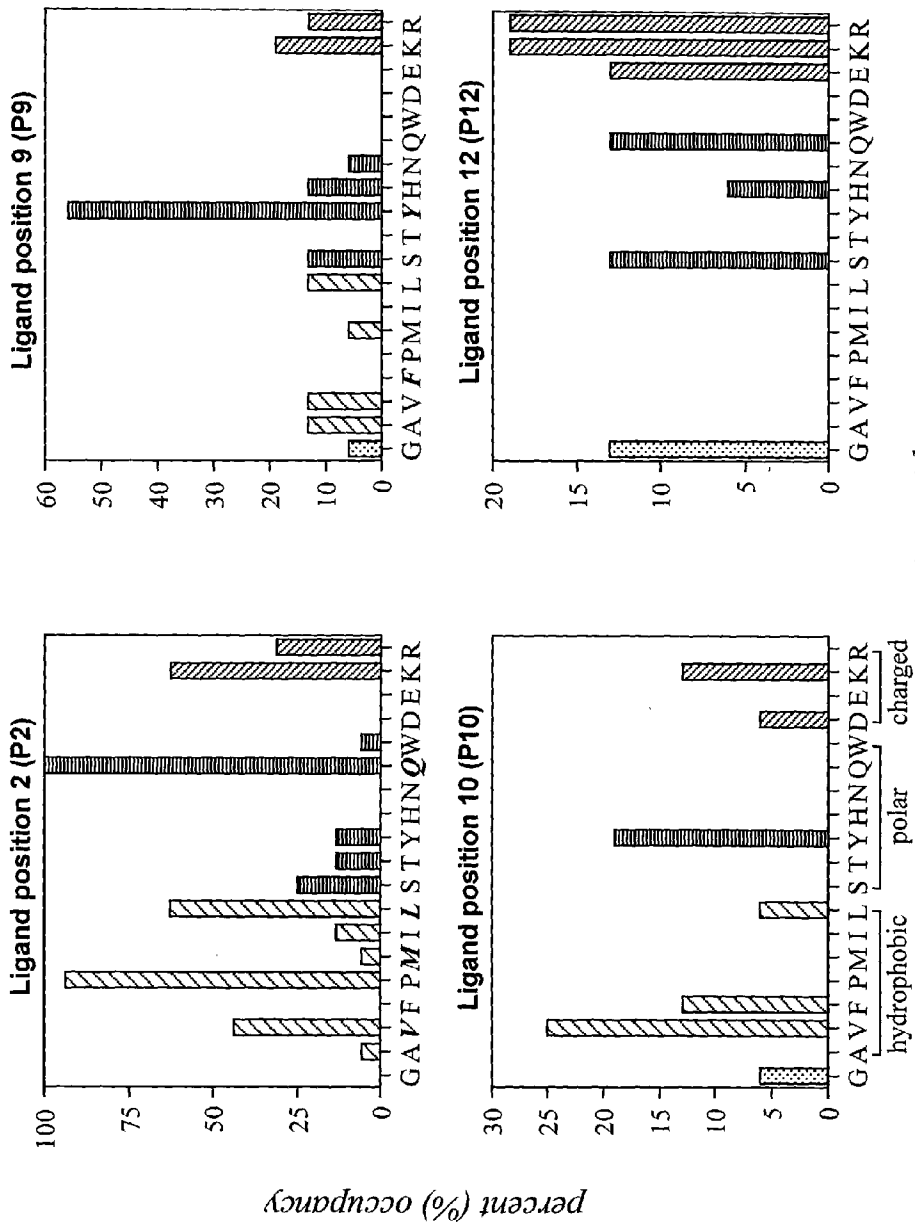 Ligand position 2 (P2)
100
75
50
25
0
G A V F P M I L S T Y H N Q W D E K R
Ligand position 9 (P9)
60
50
40
30
20
10
0
G A V F P M I L S T Y H N Q W D E K R
percent (%) occupancy
Ligand position 10 (P10)
30
25
20
15
10
5
0
G A V F P M I L S T Y H N Q W D E K R
hydrophobic polar charged
Ligand position 12 (P12)
20
15
10
5
0
G A V F P M I L S T Y H N Q W D E K R